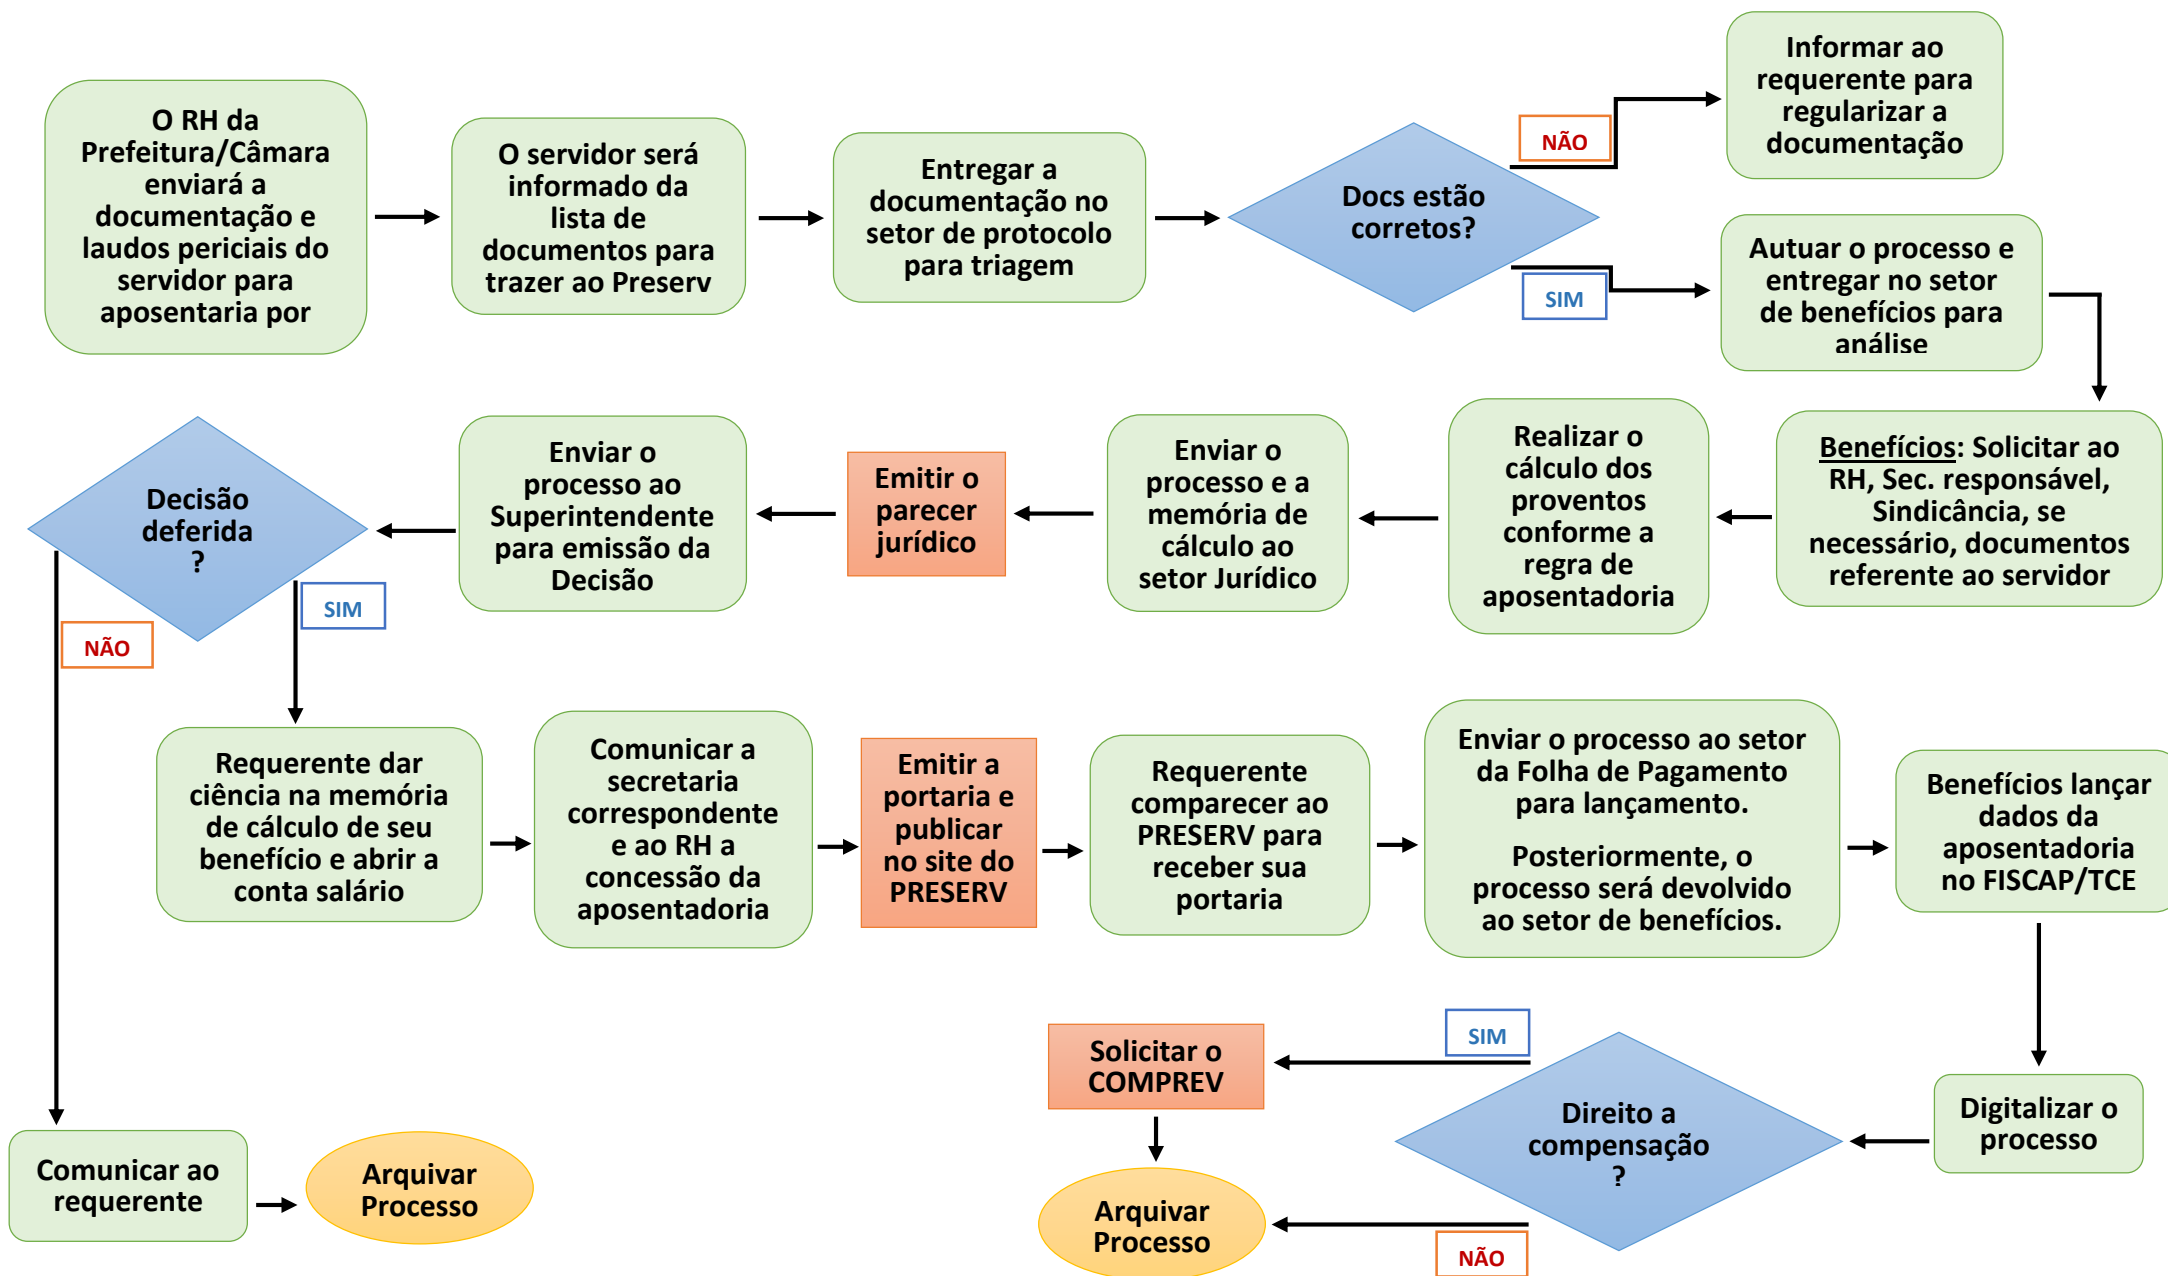 O RH da
Prefeitura/Câmara
enviará a
documentação e
laudos periciais do
servidor para
aposentaria por
O servidor será
informado da
lista de
documentos para
trazer ao Preserv
Entregar a
documentação no
setor de protocolo
para triagem
Docs estão
corretos?
NÃO
Informar ao
requerente para
regularizar a
documentação
SIM
Autuar o processo e
entregar no setor
de benefícios para
análise
Benefícios: Solicitar ao
RH, Sec. responsável,
Sindicância, se
necessário, documentos
referente ao servidor
Realizar o
cálculo dos
proventos
conforme a
regra de
aposentadoria
Enviar o
processo e a
memória de
cálculo ao
setor Jurídico
Emitir o
parecer
jurídico
Enviar o
processo ao
Superintendente
para emissão da
Decisão
Decisão
deferida
?
SIM
NÃO
Requerente dar
ciência na memória
de cálculo de seu
benefício e abrir a
conta salário
Comunicar a
secretaria
correspondente
e ao RH a
concessão da
aposentadoria
Emitir a
portaria e
publicar
no site do
PRESERV
Requerente
comparecer ao
PRESERV para
receber sua
portaria
Enviar o processo ao setor
da Folha de Pagamento
para lançamento.
Posteriormente, o
processo será devolvido
ao setor de benefícios.
Benefícios lançar
dados da
aposentadoria
no FISCAP/TCE
Digitalizar o
processo
Direito a
compensação
?
SIM
Solicitar o
COMPREV
NÃO
Arquivar
Processo
Comunicar ao
requerente
Arquivar
Processo